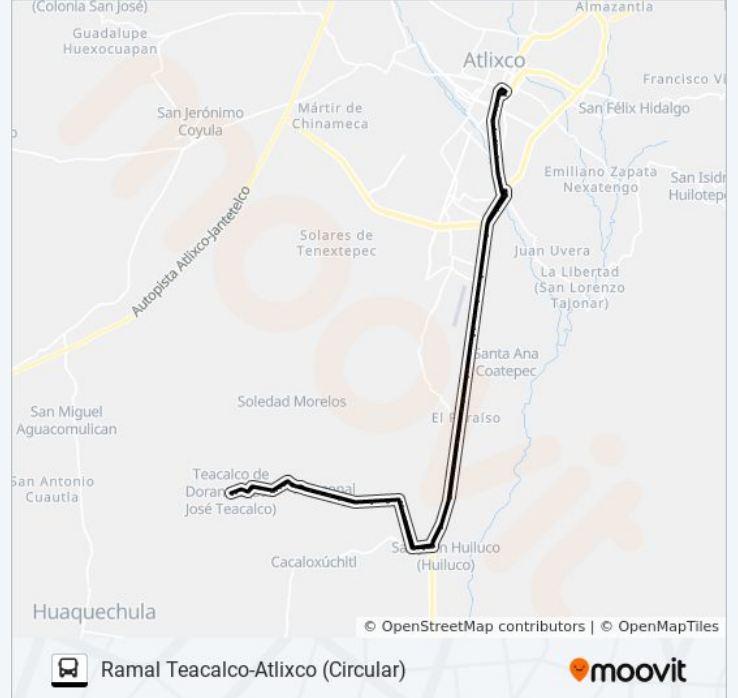 (Colonia San José)
Almazantla
Guadalupe
Huexocuapan
Atlixco
Francisco Vi
San Jerónimo
Coyula
Mártir de
Chinameca
San Félix Hidalgo
Emiliano Zapata
Nexatengo
San Isidr
Huilotepe
Autopista Atlixco-Jantetelco
Solares de
Tenextepec
Juan Uvera
La Libertad
(San Lorenzo
Tajonar)
Santa Ana
Coatepec
Soledad Morelos
San Miguel
Aguacomulican
El
San Antonio
Cuautla
Teacalco de
José Teacalco)
Huiluco
(Huiluco)
Cacaloxúchitl
Huaquechula
© OpenStreetMap contributors | © OpenMapTiles
Ramal Teacalco-Atlixco (Circular)
moovit
moovit